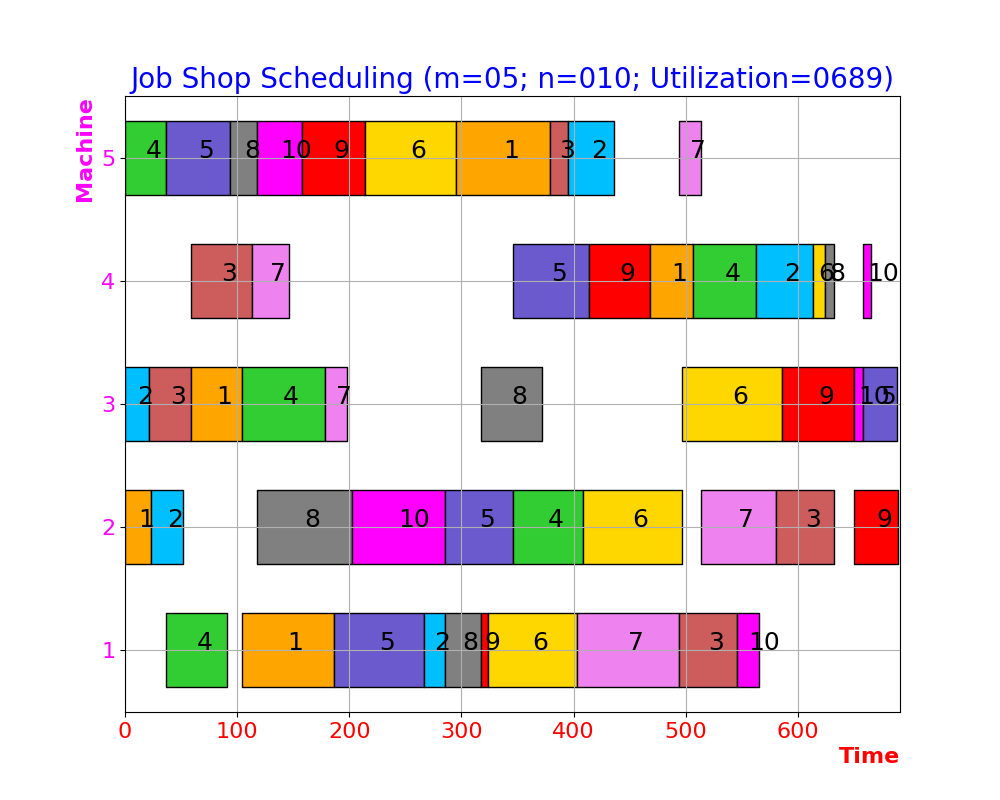 Job Shop Scheduling (m=05; n=010; Utilization=0689)
Machine
5
4 5 8 10 9 6 1 3 2 7
4
3 7 5 9 1 4 2 6 8 10
3
2 3 1 4 7 8 6 9 10 5
2
1 2 8 10 5 4 6 7 3 9
1
4 1 5 2 8 9 6 7 3 10
0 100 200 300 400 500 600
Time